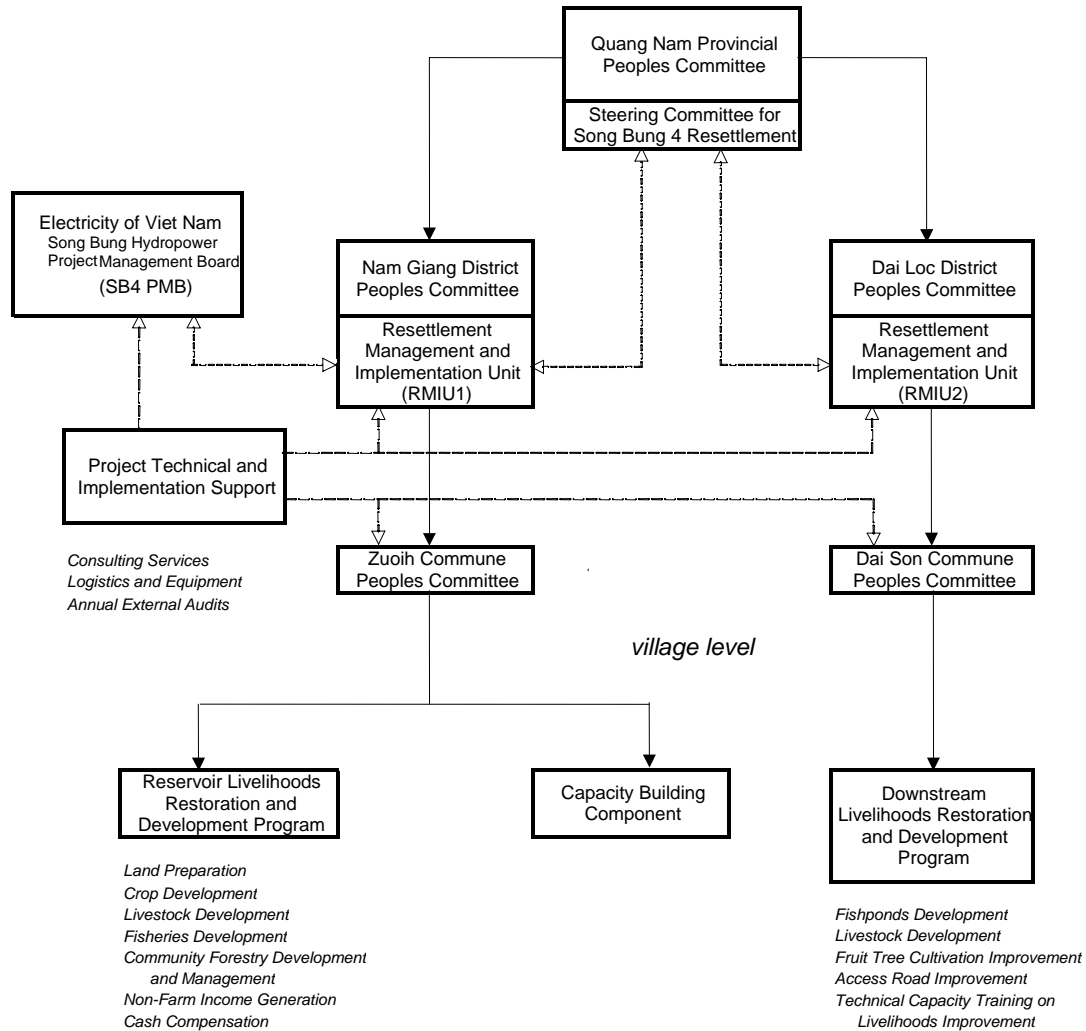 Quang Nam Provincial
Peoples Committee
Steering Committee for
Song Bung 4 Resettlement
Electricity of Viet Nam
Song Bung Hydropower
Project Management Board
(SB4 PMB)
Nam Giang District
Peoples Committee
Resettlement
Management and
Implementation Unit
(RMIU1)
Dai Loc District
Peoples Committee
Resettlement
Management and
Implementation Unit
(RMIU2)
Project Technical and
Implementation Support
Consulting Services
Logistics and Equipment
Annual External Audits
Zuoih Commune
Peoples Committee
Dai Son Commune
Peoples Committee
village level
Reservoir Livelihoods
Restoration and
Development Program
Capacity Building
Component
Downstream
Livelihoods Restoration
and Development
Program
Land Preparation
Crop Development
Livestock Development
Fisheries Development
Community Forestry Development
and Management
Non-Farm Income Generation
Cash Compensation
Fishponds Development
Livestock Development
Fruit Tree Cultivation Improvement
Access Road Improvement
Technical Capacity Training on
Livelihoods Improvement